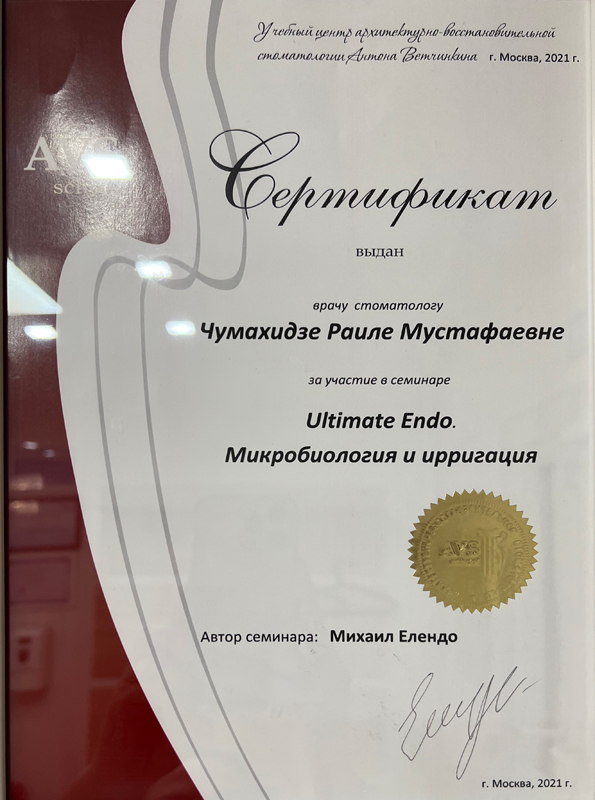 Учебный центр архитектурно-восстановительной
стоматологии Антона Ветчинкина г. Москва, 2021 г.
Сертификат
выдан
врачу стоматологу
Чумахидзе Раиле Мустафаевне
за участие в семинаре
Ultimate Endo.
Микробиология и ирригация
AVS
Автор семинара: Михаил Елендо
г. Москва, 2021 г.